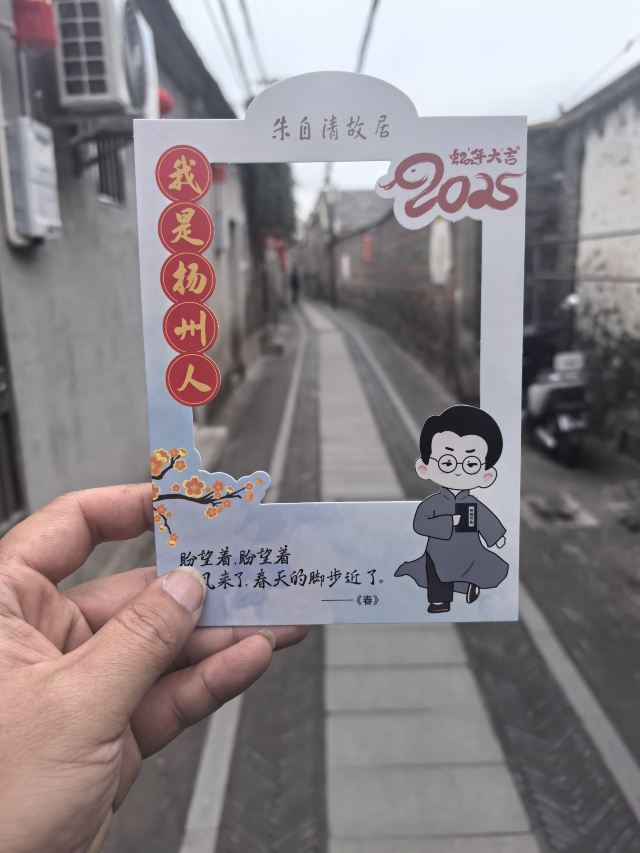 朱自清故居
蛇年大吉
2025
我是扬州人
盼望着,盼望着
风来了,春天的脚步近了。
——《春》